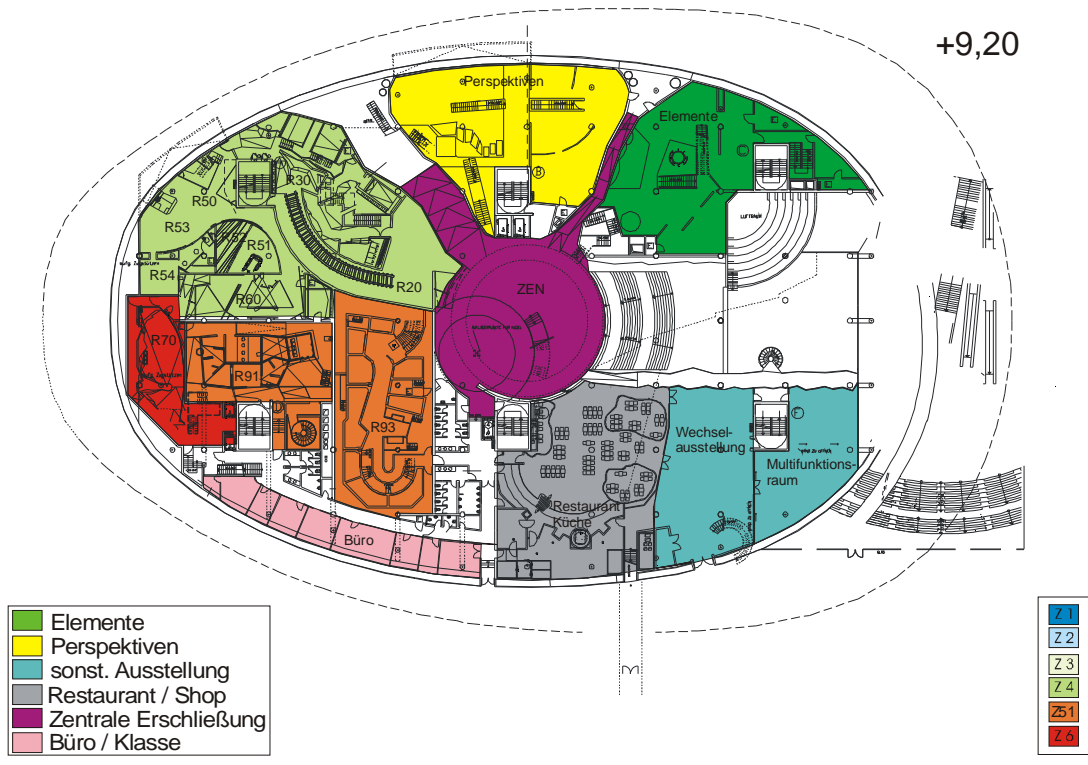 +9,20
Perspektiven
Elemente
R30
R50
R53
R51
R54
R60
R20
ZEN
R70
R91
R93
LUFTRAUM
B
F
Wechsel-
ausstellung
Multifunktions-
raum
Restaurant
Küche
Büro
Elemente
Perspektiven
sonst. Ausstellung
Restaurant / Shop
Zentrale Erschließung
Büro / Klasse
Z 1
Z 2
Z 3
Z 4
Z51
Z 6